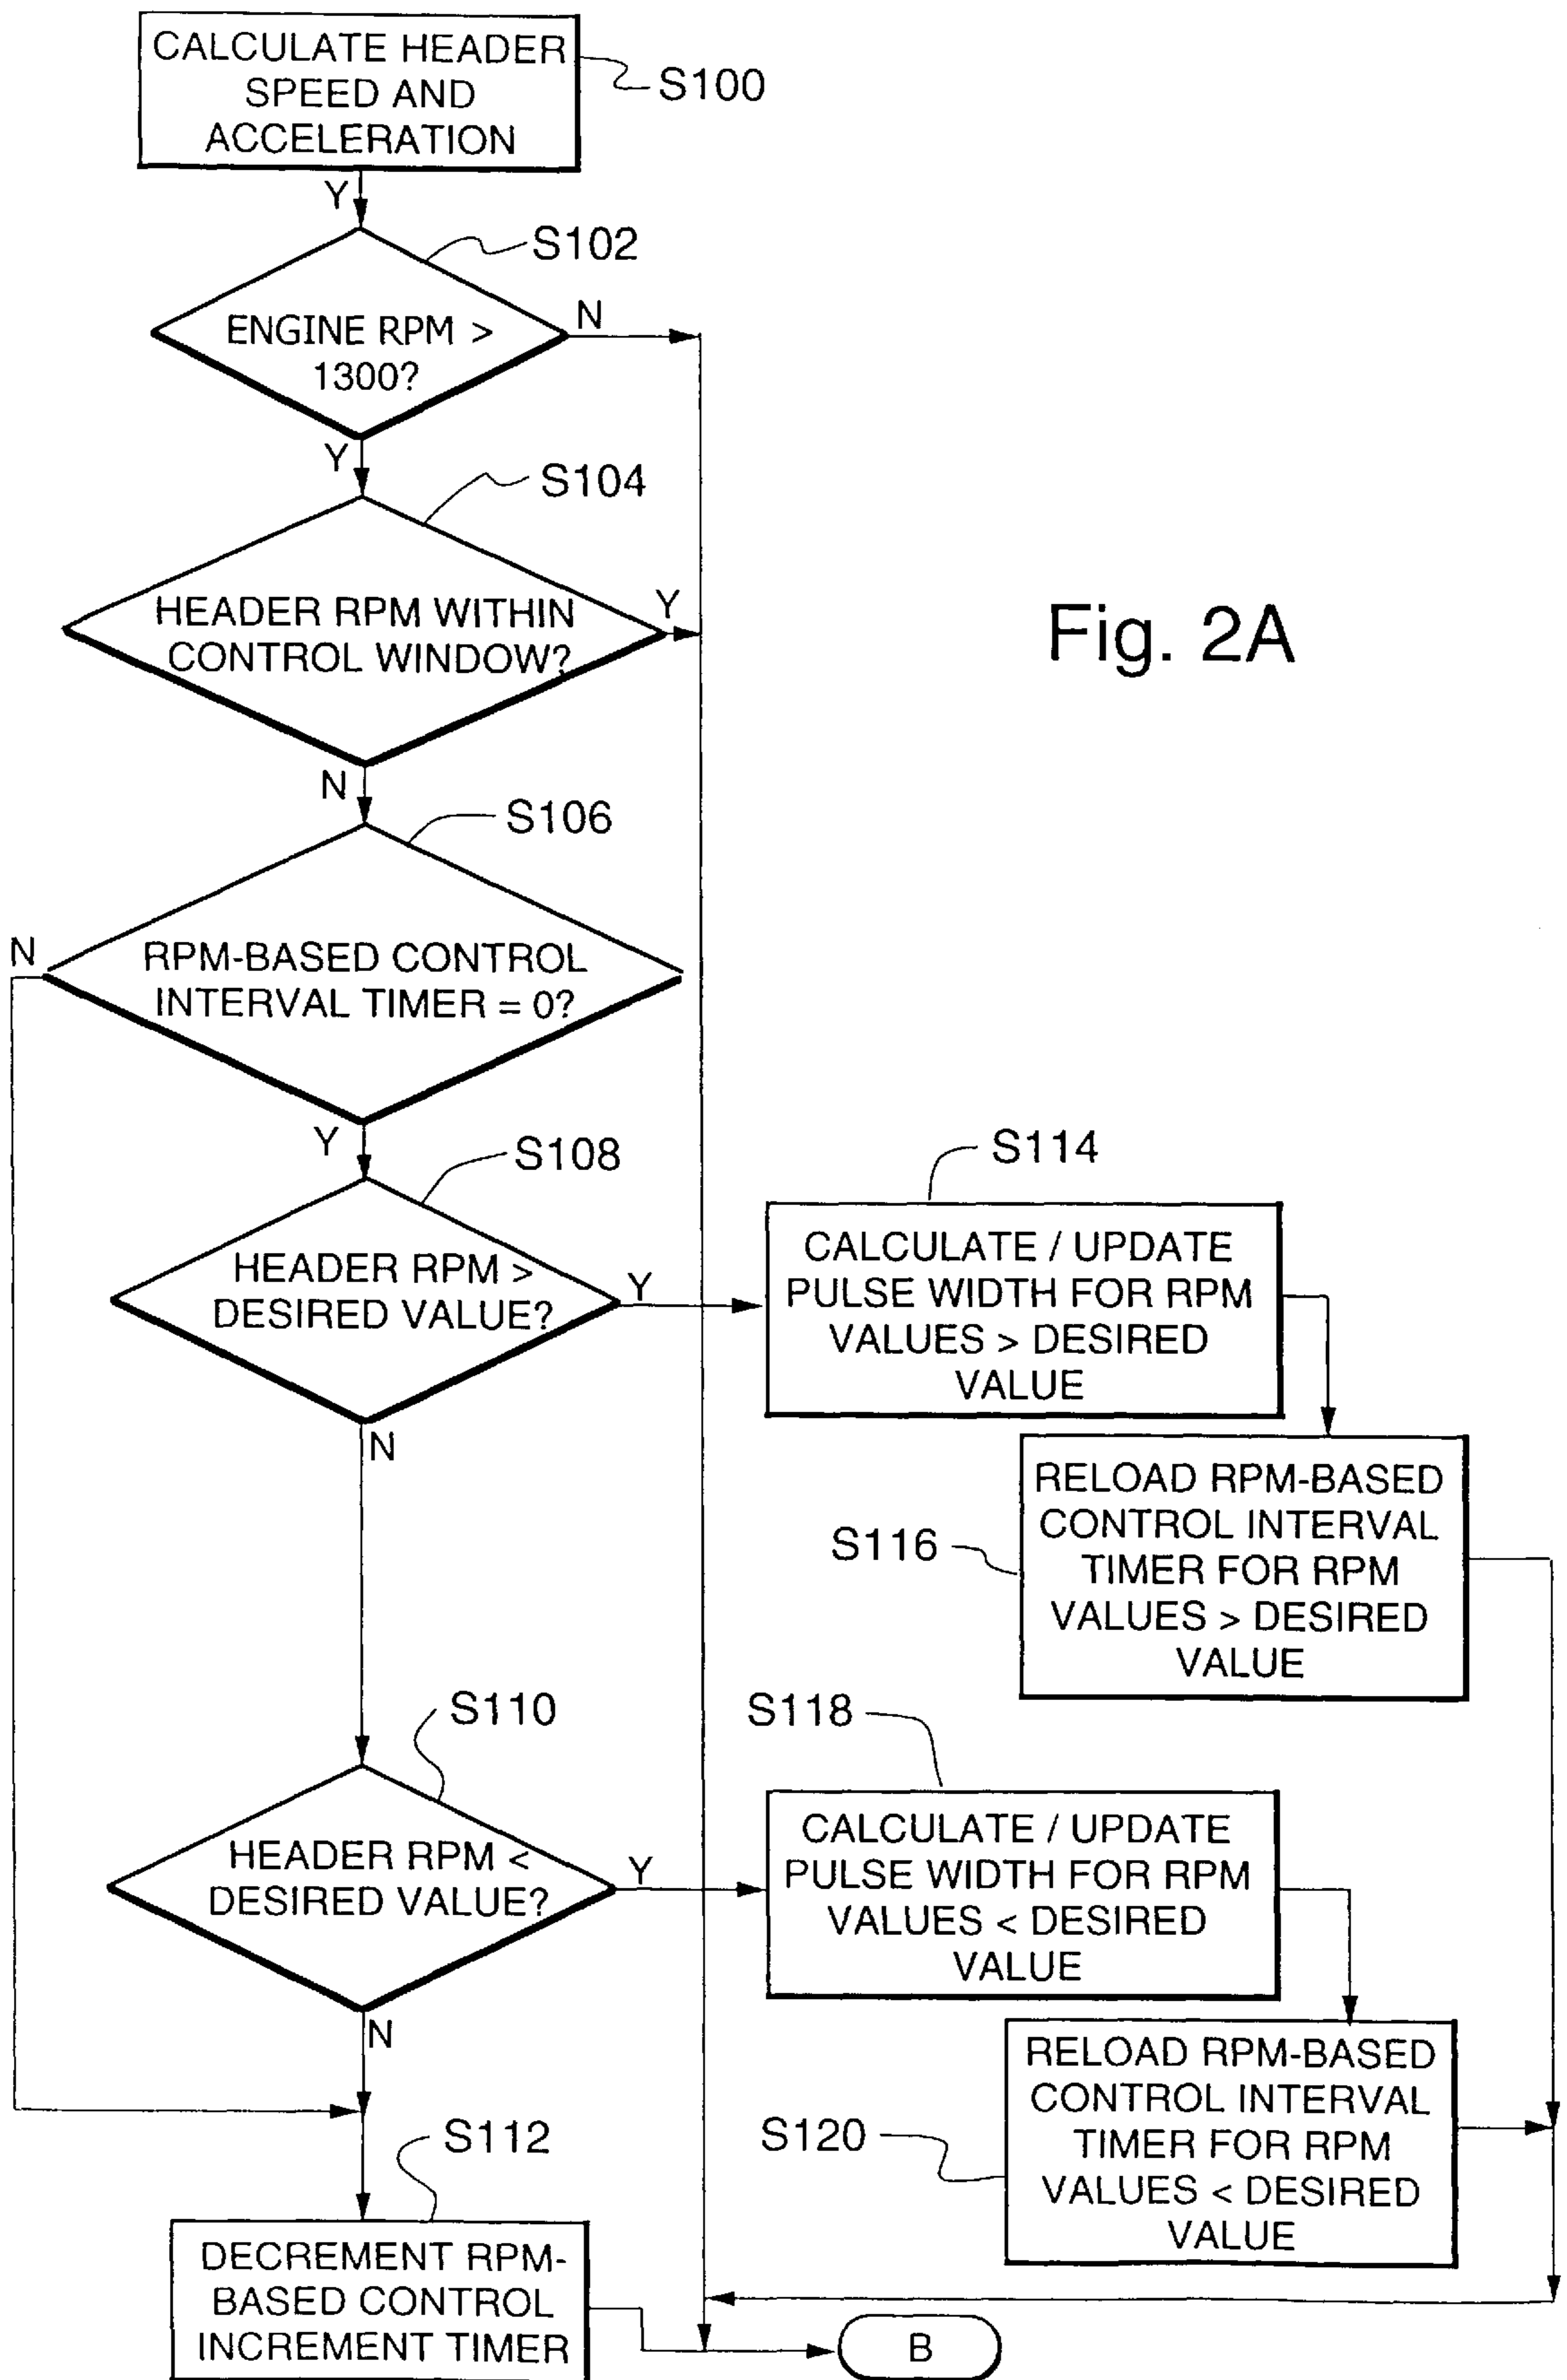 CALCULATE HEADER
SPEED AND
ACCELERATION
S100
Y
S102
ENGINE RPM >
1300?
N
Y
S104
HEADER RPM WITHIN
CONTROL WINDOW?
Y
Fig. 2A
N
S106
RPM-BASED CONTROL
INTERVAL TIMER = 0?
N
Y
S108
HEADER RPM >
DESIRED VALUE?
Y
N
S114
CALCULATE / UPDATE
PULSE WIDTH FOR RPM
VALUES > DESIRED
VALUE
S116
RELOAD RPM-BASED
CONTROL INTERVAL
TIMER FOR RPM
VALUES > DESIRED
VALUE
S110
HEADER RPM <
DESIRED VALUE?
Y
N
S118
CALCULATE / UPDATE
PULSE WIDTH FOR RPM
VALUES < DESIRED
VALUE
S120
RELOAD RPM-BASED
CONTROL INTERVAL
TIMER FOR RPM
VALUES < DESIRED
VALUE
S112
DECREMENT RPM-
BASED CONTROL
INCREMENT TIMER
B